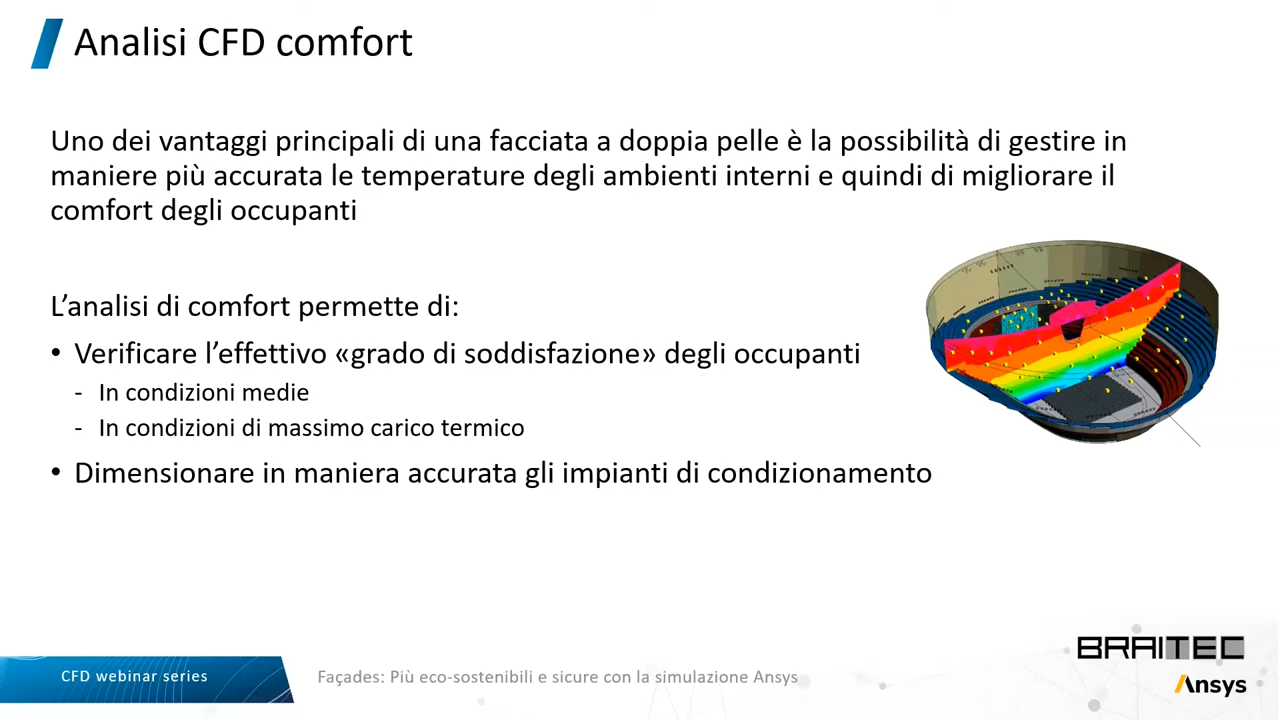 Analisi CFD comfort
Uno dei vantaggi principali di una facciata a doppia pelle è la possibilità di gestire in
maniere più accurata le temperature degli ambienti interni e quindi di migliorare il
comfort degli occupanti
L’analisi di comfort permette di:
• Verificare l’effettivo «grado di soddisfazione» degli occupanti
- In condizioni medie
- In condizioni di massimo carico termico
• Dimensionare in maniera accurata gli impianti di condizionamento
BRAITEC
CFD webinar series
Façades: Più eco-sostenibili e sicure con la simulazione Ansys
Ansys